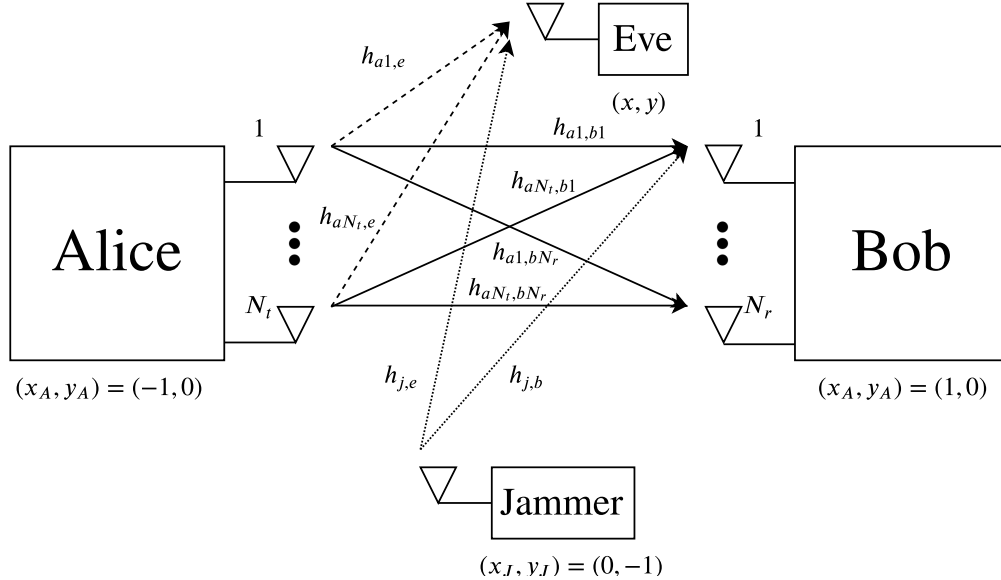 Eve
(x, y)
h_{a1,e}
1
h_{a1,b1}
1
h_{aN_t,b1}
h_{aN_t,e}
Alice
Bob
h_{a1,bN_r}
h_{aN_t,bN_r}
N_t
N_r
(x_A, y_A) = (-1, 0)
h_{j,e}
h_{j,b}
(x_A, y_A) = (1, 0)
Jammer
(x_J, y_J) = (0, -1)